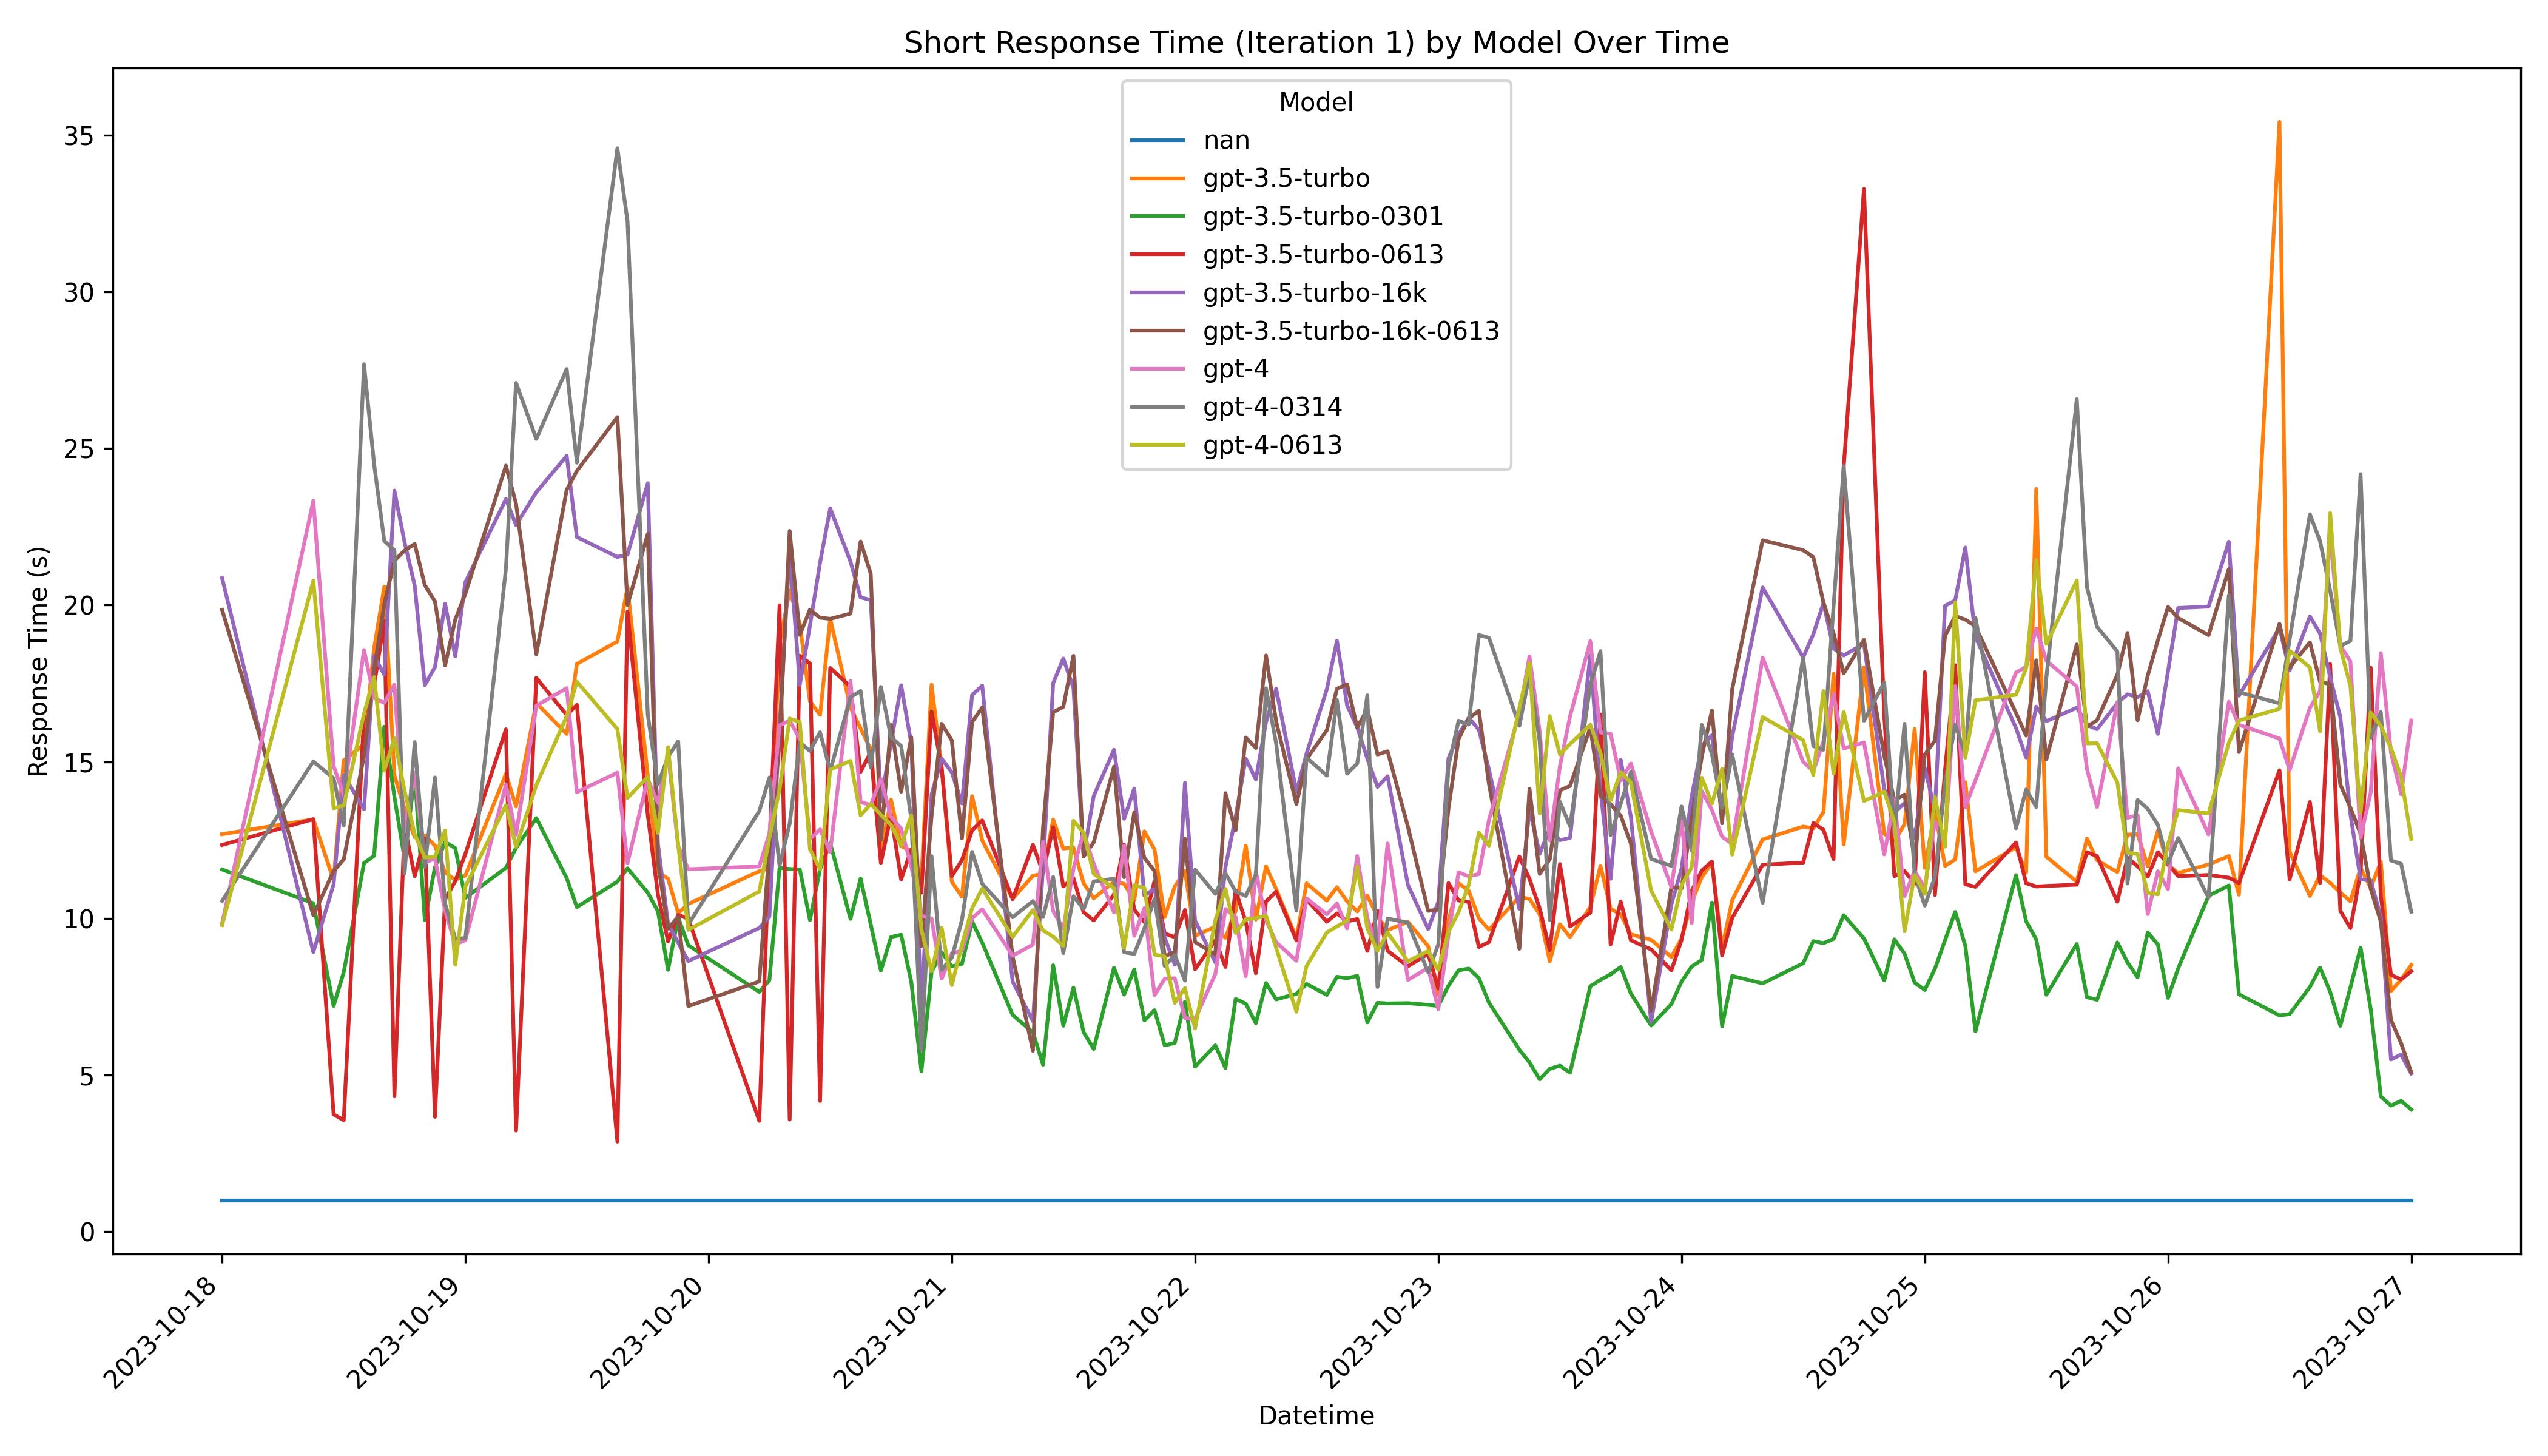 Short Response Time (Iteration 1) by Model Over Time
Model
nan
gpt-3.5-turbo
gpt-3.5-turbo-0301
gpt-3.5-turbo-0613
gpt-3.5-turbo-16k
gpt-3.5-turbo-16k-0613
gpt-4
gpt-4-0314
gpt-4-0613
Response Time (s)
35
30
25
20
15
10
5
0
2023-10-18
2023-10-19
2023-10-20
2023-10-21
2023-10-22
2023-10-23
2023-10-24
2023-10-25
2023-10-26
2023-10-27
Datetime